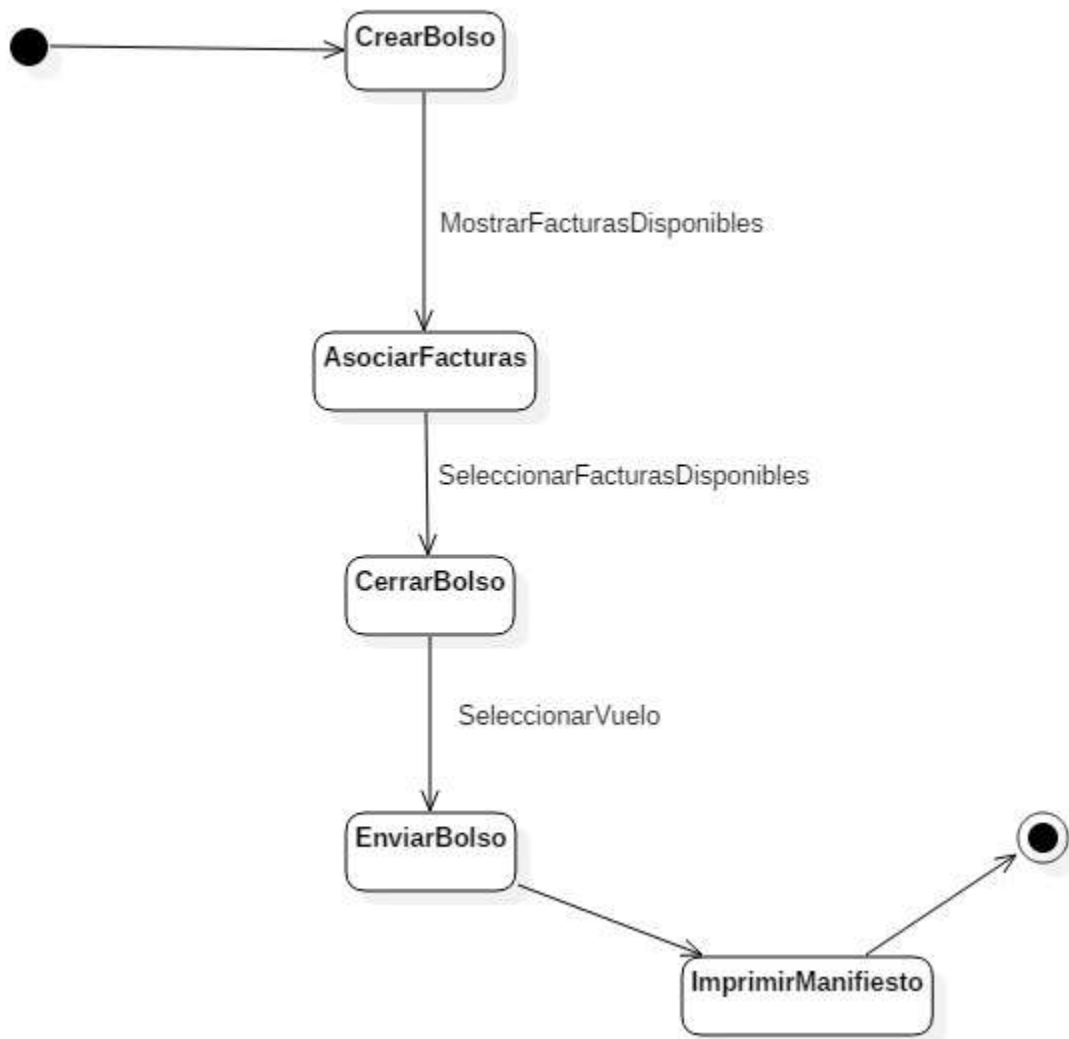 CrearBolso
MostrarFacturasDisponibles
AsociarFacturas
SeleccionarFacturasDisponibles
CerrarBolso
SeleccionarVuelo
EnviarBolso
ImprimirManifiesto